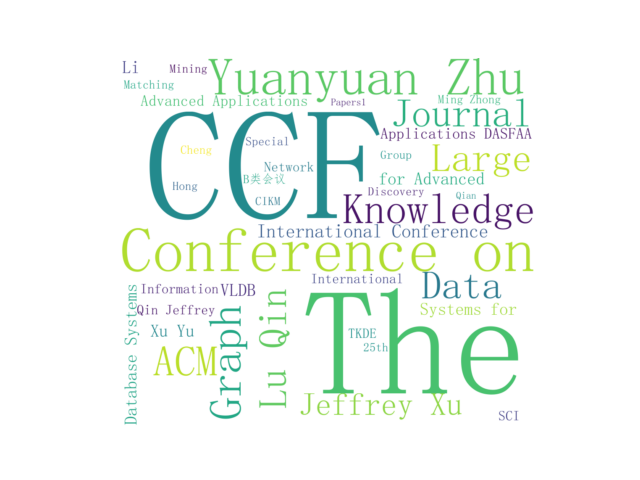 Li
Mining
Yuanyuan Zhu
Matching
Advanced Applications
Papers1
Ming Zhong
Journal
CCF
Special
Applications DASFAA
Cheng
Network
Group
Large
B类会议
for Advanced
Hong
CIKM
Discovery
Qian
Knowledge
International Conference
Conference on
International
Information
VLDB
Data
Qin Jeffrey
Systems for
The
Xu Yu
TKDE
25th
ACM
Graph
Lu Qin
Database Systems
Jeffrey Xu
SCI